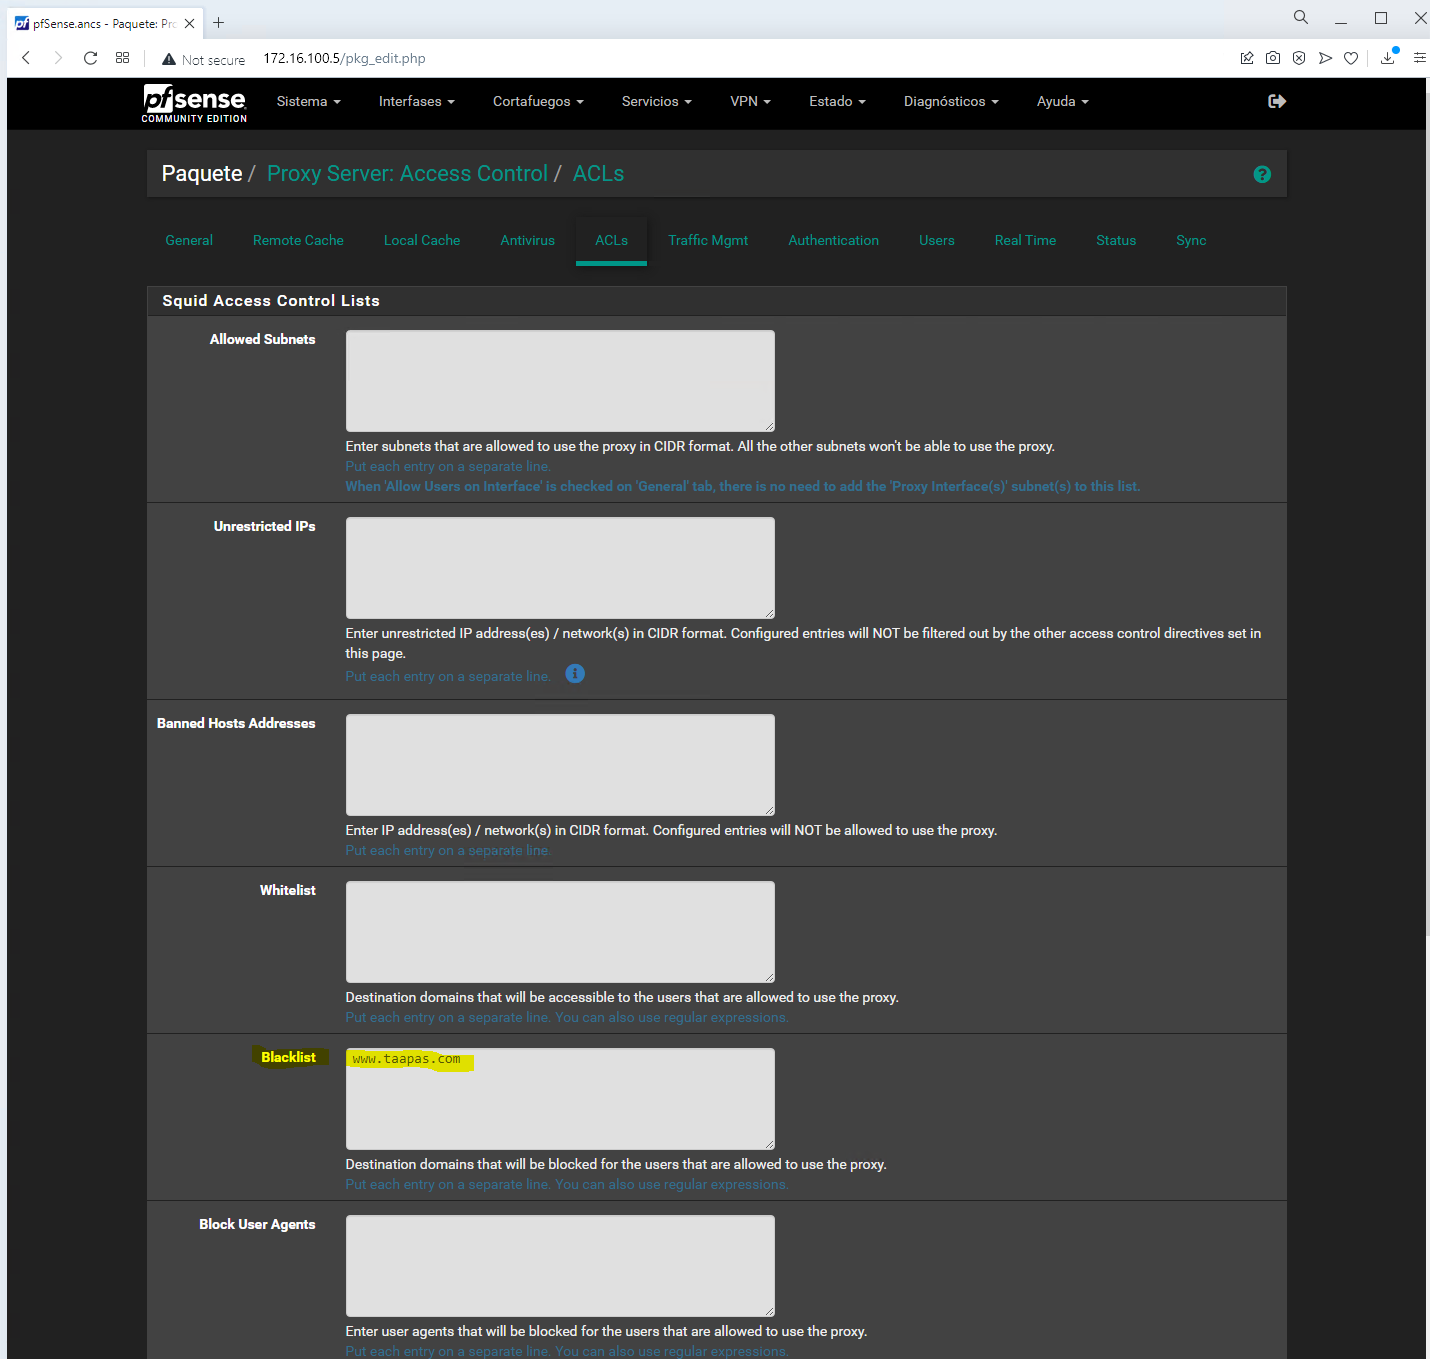 pfSense.ancs - Paquete: Pro
Not secure 172.16.100.5/pkg_edit.php
pfsense
COMMUNITY EDITION
Sistema Interfases Cortafuegos Servicios VPN Estado Diagnósticos Ayuda
Paquete / Proxy Server: Access Control / ACLs
General Remote Cache Local Cache Antivirus ACLs Traffic Mgmt Authentication Users Real Time Status Sync
Squid Access Control Lists
Allowed Subnets
Enter subnets that are allowed to use the proxy in CIDR format. All the other subnets won't be able to use the proxy.
Put each entry on a separate line.
When 'Allow Users on Interface' is checked on 'General' tab, there is no need to add the 'Proxy Interface(s)' subnet(s) to this list.
Unrestricted IPs
Enter unrestricted IP address(es) / network(s) in CIDR format. Configured entries will NOT be filtered out by the other access control directives set in
this page.
Put each entry on a separate line.
Banned Hosts Addresses
Enter IP address(es) / network(s) in CIDR format. Configured entries will NOT be allowed to use the proxy.
Put each entry on a separate line.
Whitelist
Destination domains that will be accessible to the users that are allowed to use the proxy.
Put each entry on a separate line. You can also use regular expressions.
Blacklist www.taapas.com
Destination domains that will be blocked for the users that are allowed to use the proxy.
Put each entry on a separate line. You can also use regular expressions.
Block User Agents
Enter user agents that will be blocked for the users that are allowed to use the proxy.
Put each entry on a separate line. You can also use regular expressions.